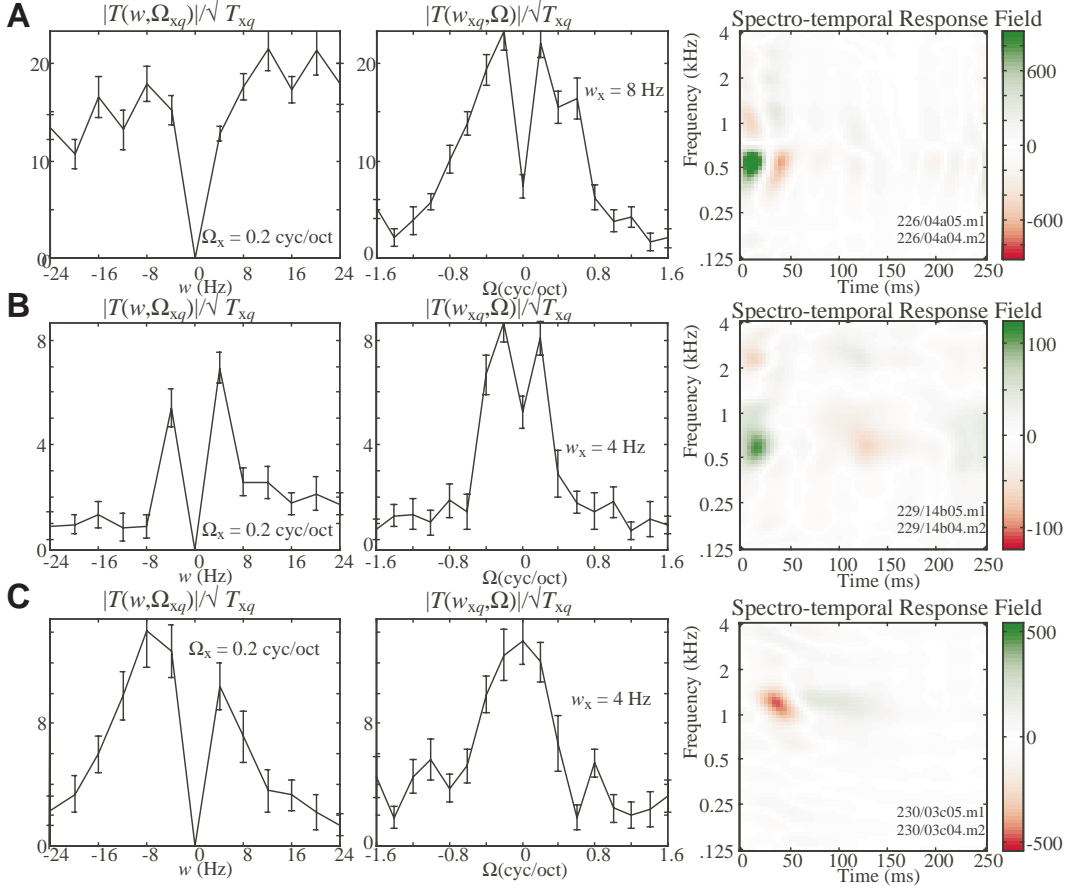 A
|T(w,Ω_xq)|/√ T_xq
|T(w_xq,Ω)|/√T_xq
Spectro-temporal Response Field
20
10
0
0
Ω_x = 0.2 cyc/oct
-24 -16 -8 0 8 16 24
w (Hz)
20
10
0
w_x = 8 Hz
-1.6 -0.8 0 0.8 1.6
Ω(cyc/oct)
Frequency (kHz)
4
2
1
0.5
0.25
.125
226/04a05.m1
226/04a04.m2
0 50 100 150 200 250
Time (ms)
600
0
-600
B
|T(w,Ω_xq)|/√ T_xq
|T(w_xq,Ω)|/√T_xq
Spectro-temporal Response Field
8
4
0
Ω_x = 0.2 cyc/oct
-24 -16 -8 0 8 16 24
w (Hz)
8
4
0
w_x = 4 Hz
-1.6 -0.8 0 0.8 1.6
Ω(cyc/oct)
Frequency (kHz)
4
2
1
0.5
0.25
.125
229/14b05.m1
229/14b04.m2
0 50 100 150 200 250
Time (ms)
100
0
-100
C
|T(w,Ω_xq)|/√ T_xq
|T(w_xq,Ω)|/√T_xq
Spectro-temporal Response Field
8
0
Ω_x = 0.2 cyc/oct
-24 -16 -8 0 8 16 24
w (Hz)
8
0
w_x = 4 Hz
-1.6 -0.8 0 0.8 1.6
Ω(cyc/oct)
Frequency (kHz)
4
2
1
0.5
0.25
.125
230/03c05.m1
230/03c04.m2
0 50 100 150 200 250
Time (ms)
500
0
-500